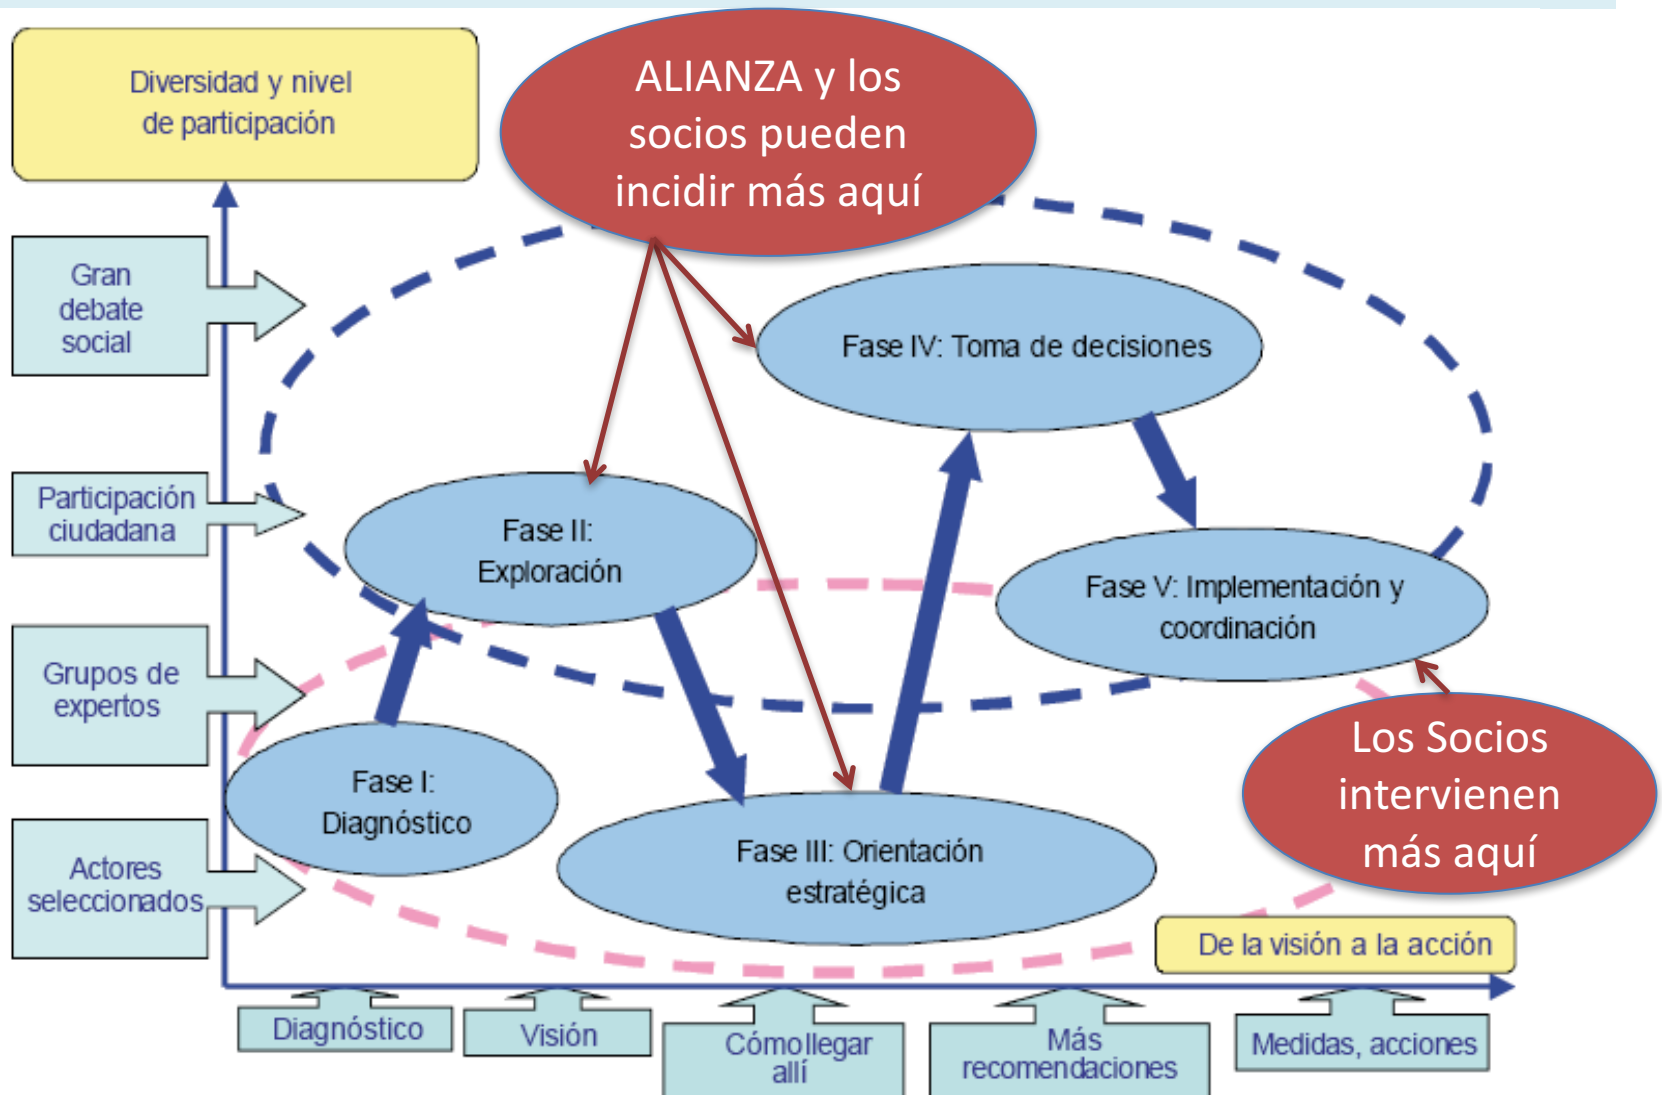 Diversidad y nivel
de participación
ALIANZA y los
socios pueden
incidir más aquí
Gran
debate
social
Fase IV: Toma de decisiones
Participación
ciudadana
Fase II:
Exploración
Fase V: Implementación y
coordinación
Grupos de
expertos
Los Socios
intervienen
más aquí
Fase I:
Diagnóstico
Fase III: Orientación
estratégica
Actores
seleccionados
De la visión a la acción
Diagnóstico
Visión
Cómo llegar
allí
Más
recomendaciones
Medidas, acciones